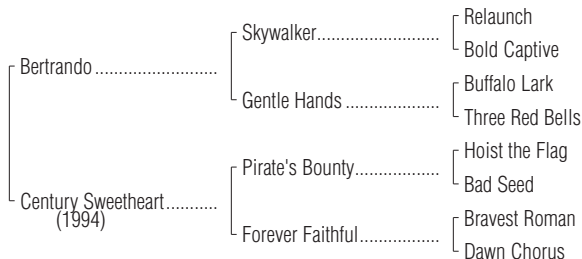 Relaunch
Skywalker..........................
Bold Captive
Bertrando ..........................
Buffalo Lark
Gentle Hands ....................
Three Red Bells
Hoist the Flag
Pirate's Bounty..................
Bad Seed
Century Sweetheart...........
(1994)
Bravest Roman
Forever Faithful.................
Dawn Chorus